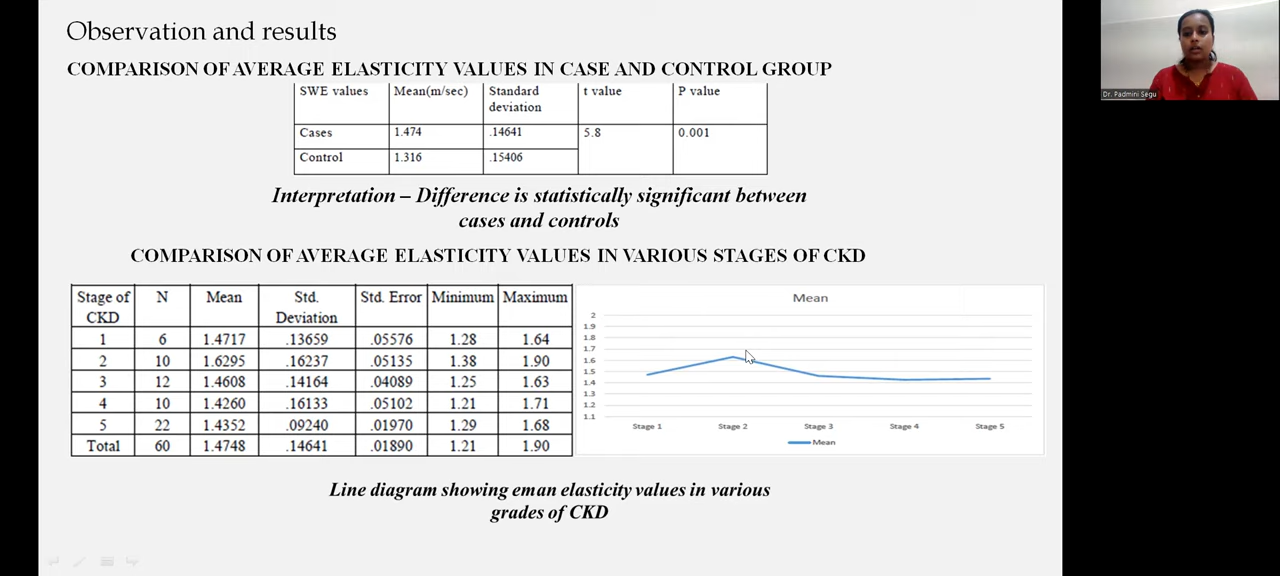 Observation and results
Dr. Padmini Segu
COMPARISON OF AVERAGE ELASTICITY VALUES IN CASE AND CONTROL GROUP
SWE values Mean(m/sec) Standard deviation t value P value
Cases 1.474 .14641 5.8 0.001
Control 1.316 .15406
Interpretation – Difference is statistically significant between
cases and controls
COMPARISON OF AVERAGE ELASTICITY VALUES IN VARIOUS STAGES OF CKD
Stage of CKD N Mean Std. Deviation Std. Error Minimum Maximum
1 6 1.4717 .13659 .05576 1.28 1.64
2 10 1.6295 .16237 .05135 1.38 1.90
3 12 1.4608 .14164 .04089 1.25 1.63
4 10 1.4260 .16133 .05102 1.21 1.71
5 22 1.4352 .09240 .01970 1.29 1.68
Total 60 1.4748 .14641 .01890 1.21 1.90
Mean
2
1.9
1.8
1.7
1.6
1.5
1.4
1.3
1.2
1.1
Stage 1 Stage 2 Stage 3 Stage 4 Stage 5
Mean
Line diagram showing eman elasticity values in various
grades of CKD